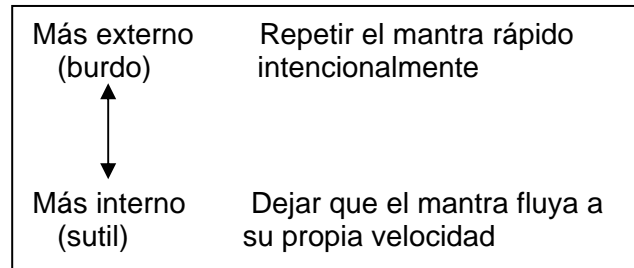 Más externo Repetir el mantra rápido
(burdo) intencionalmente
Más interno Dejar que el mantra fluya a
(sutil) su propia velocidad